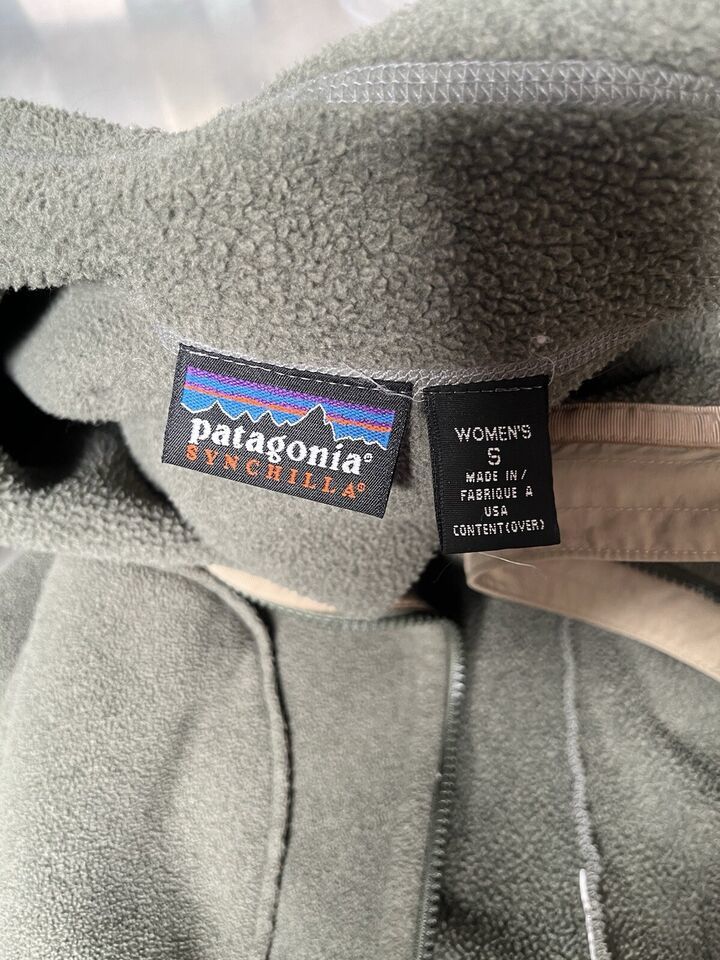 patagonia®
SYNCHILLA®
WOMEN'S
S
MADE IN/
FABRIQUE A
USA
CONTENT(OVER)